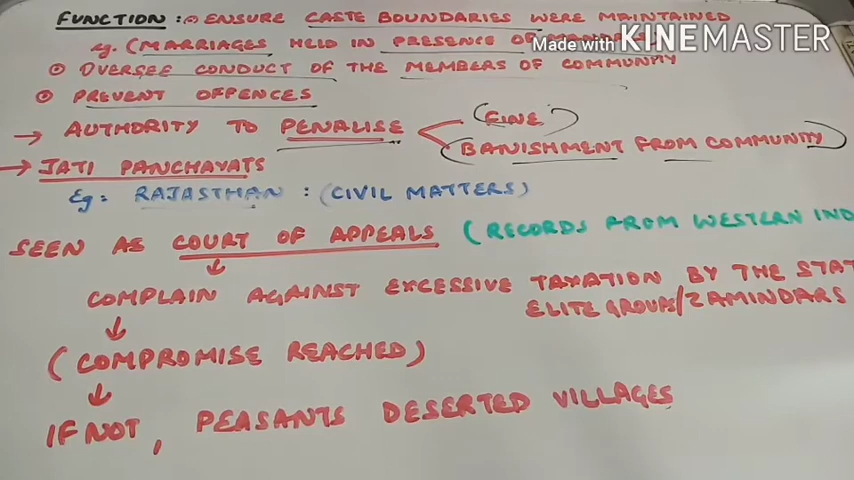 FUNCTION : ⊙ ENSURE CASTE BOUNDARIES WERE MAINTAINED
eg. (MARRIAGES HELD IN PRESENCE OF
Made with KINEMASTER
⊙ OVERSEE CONDUCT OF THE MEMBERS OF COMMUNITY
⊙ PREVENT OFFENCES
→ AUTHORITY TO PENALISE
(FINE)
(BANISHMENT FROM COMMUNITY)
→ JATI PANCHAYATS
Eg: RAJASTHAN : (CIVIL MATTERS)
SEEN AS COURT OF APPEALS (RECORDS FROM WESTERN IND
↓
COMPLAIN AGAINST EXCESSIVE TAXATION BY THE STAT
ELITE GROUP/ZAMINDARS
↓
(COMPROMISE REACHED)
↓
IF NOT, PEASANTS DESERTED VILLAGES